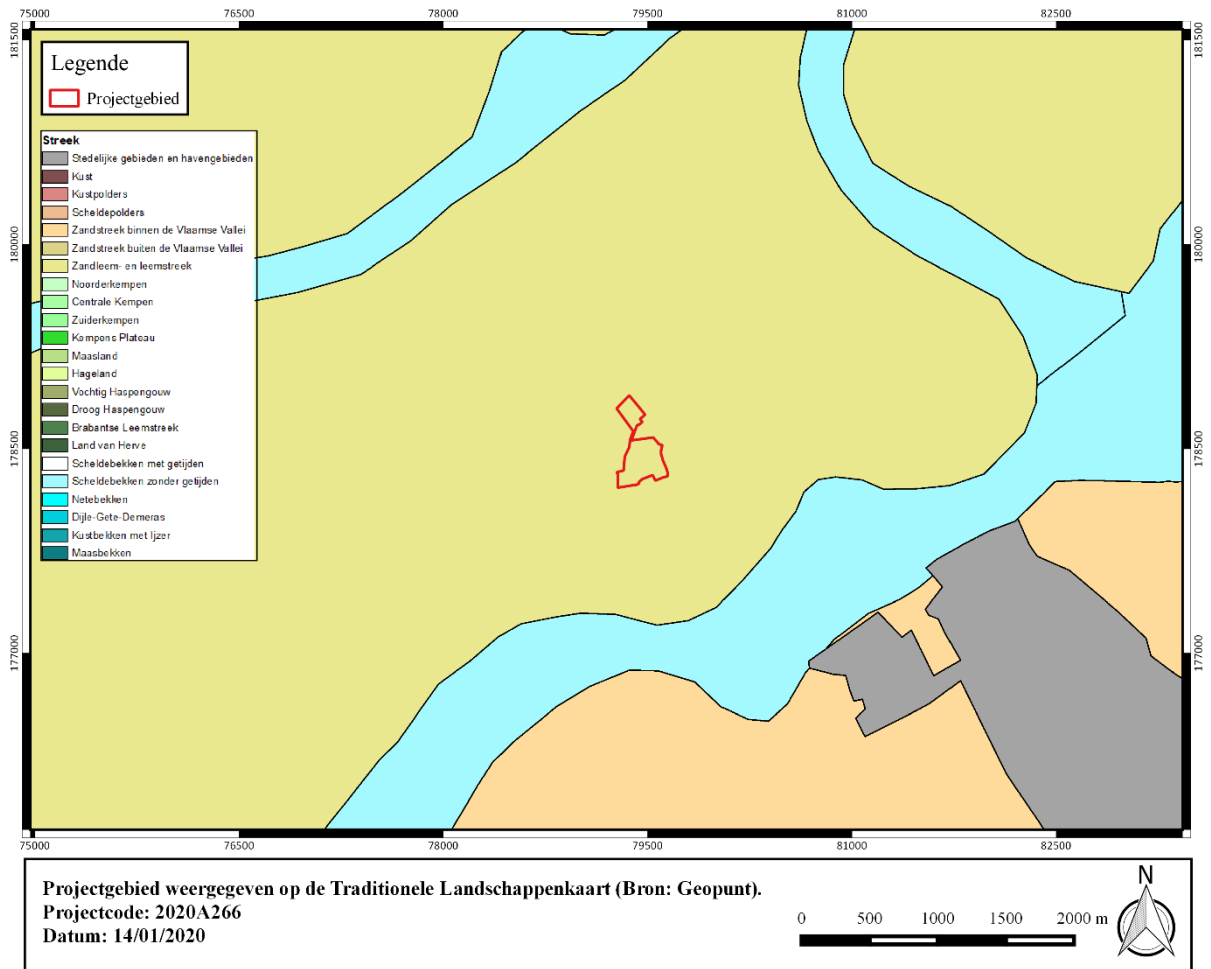 75000 76500 78000 79500 81000 82500
181500 181500
Legende
Projectgebied
Streek
Stedelijke gebieden en havengebieden
Kust
Kustpolders
Scheldepolders
Zandstreek binnen de Vlaamse Vallei
Zandstreek buiten de Vlaamse Vallei
Zandleem- en leemstreek
Noorderkempen
Centrale Kempen
Zuiderkempen
Kempens Plateau
Maasland
Hageland
Vochtig Haspengouw
Droog Haspengouw
Brabantse Leemstreek
Land van Herve
Scheldebekken met getijden
Scheldebekken zonder getijden
Netebekken
Dijle-Gete-Demeras
Kustbekken met Ijzer
Maasbekken
180000 180000
178500 178500
177000 177000
75000 76500 78000 79500 81000 82500
Projectgebied weergegeven op de Traditionele Landschappenkaart (Bron: Geopunt).
Projectcode: 2020A266
Datum: 14/01/2020
0 500 1000 1500 2000 m
N